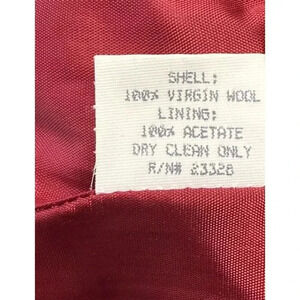 SHELL:
100% VIRGIN WOOL
LINING:
100% ACETATE
DRY CLEAN ONLY
R/N# 23328